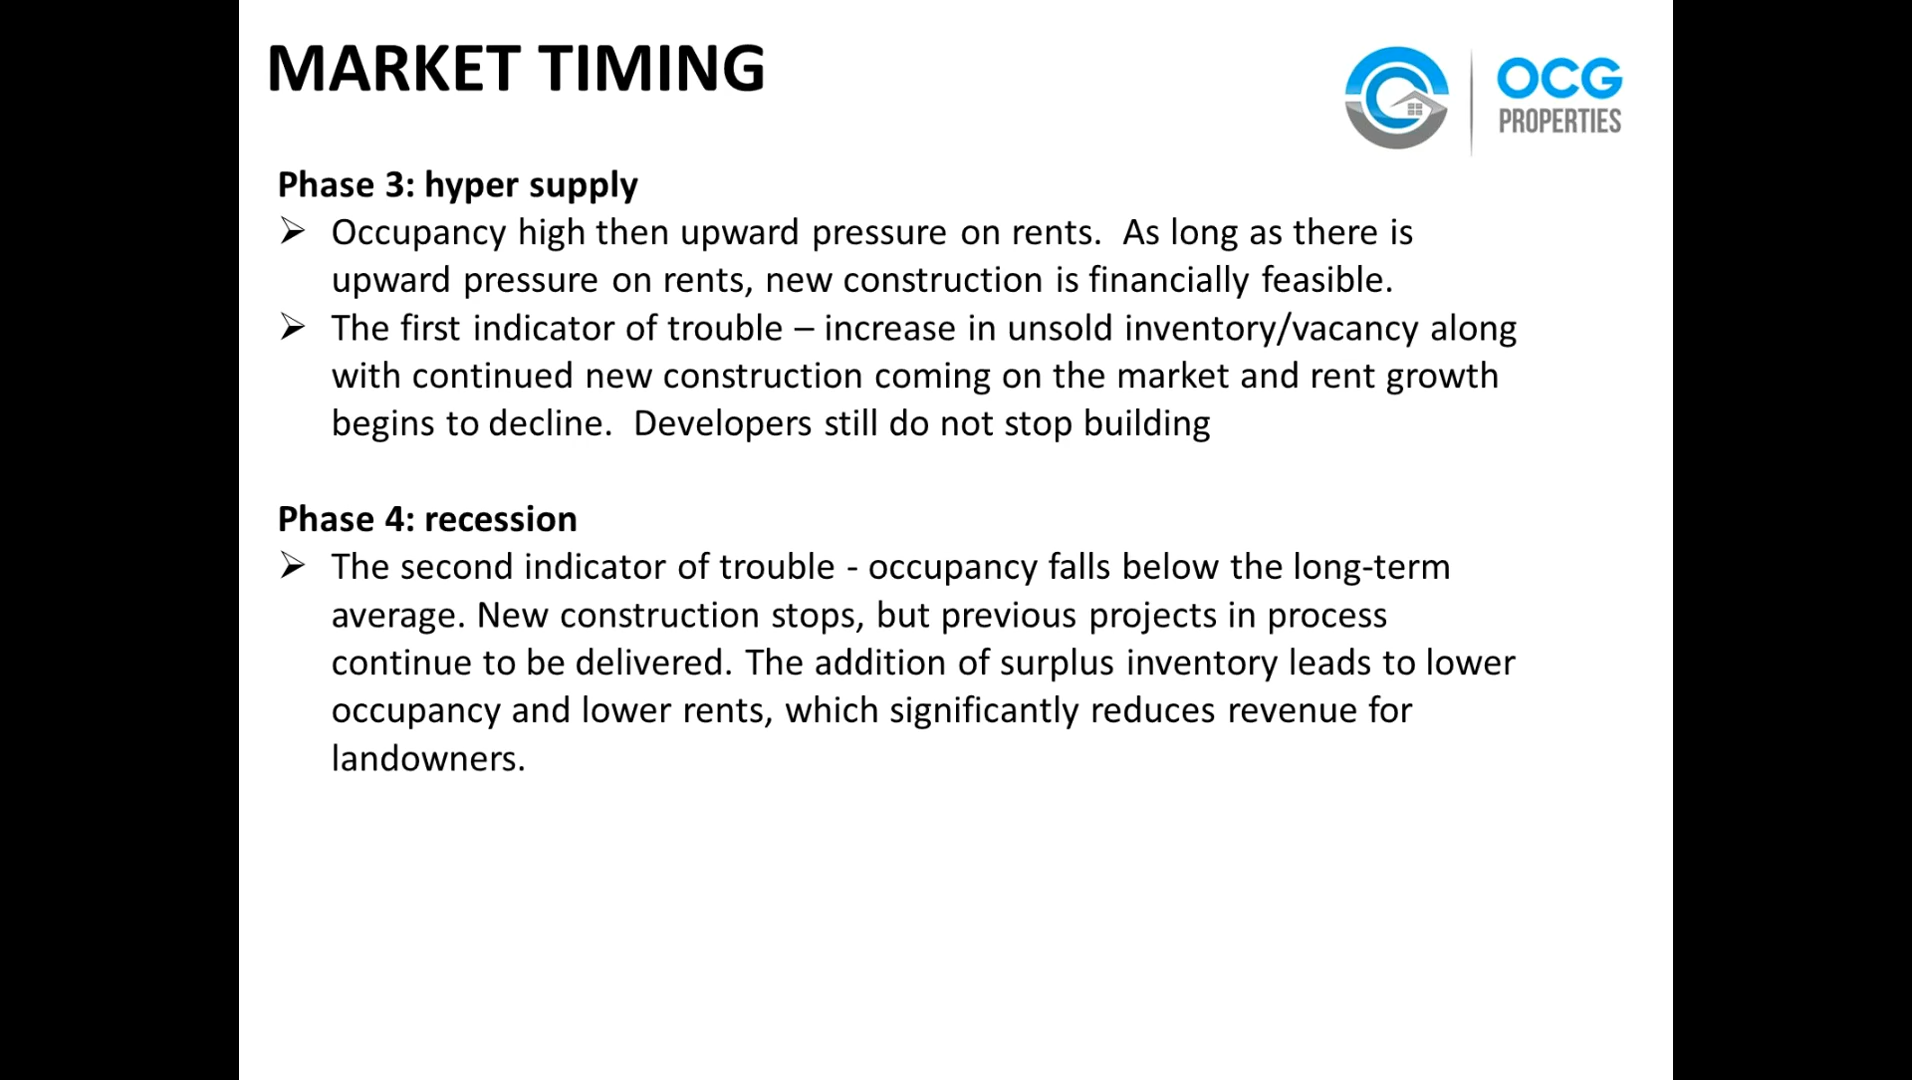 MARKET TIMING
OCG
PROPERTIES
Phase 3: hyper supply
➢ Occupancy high then upward pressure on rents.  As long as there is
upward pressure on rents, new construction is financially feasible.
➢ The first indicator of trouble – increase in unsold inventory/vacancy along
with continued new construction coming on the market and rent growth
begins to decline.  Developers still do not stop building
Phase 4: recession
➢ The second indicator of trouble - occupancy falls below the long-term
average. New construction stops, but previous projects in process
continue to be delivered. The addition of surplus inventory leads to lower
occupancy and lower rents, which significantly reduces revenue for
landowners.